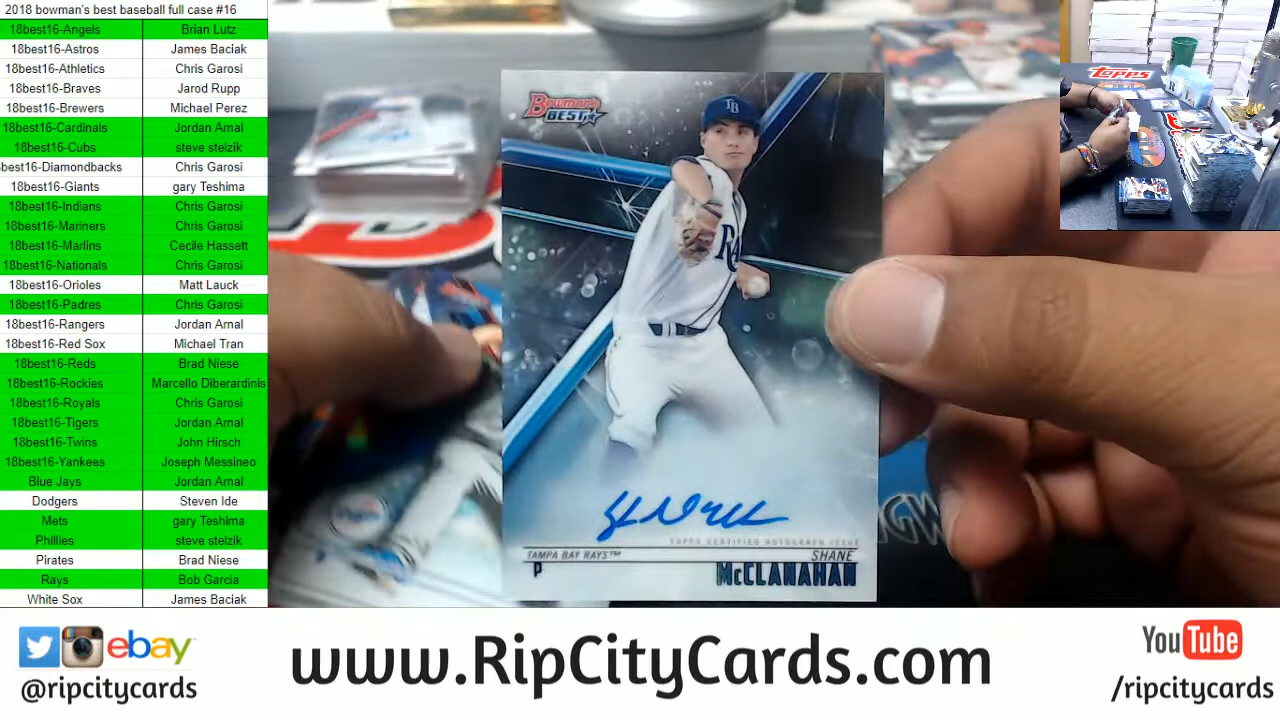 2018 bowman's best baseball full case #16
18best16-Angels Brian Lutz
18best16-Astros James Baciak
18best16-Athletics Chris Garosi
18best16-Braves Jarod Rupp
18best16-Brewers Michael Perez
18best16-Cardinals Jordan Arnal
18best16-Cubs steve stelzik
best16-Diamondbacks Chris Garosi
18best16-Giants gary Teshima
18best16-Indians Chris Garosi
18best16-Mariners Chris Garosi
18best16-Marlins Cecile Hassett
18best16-Nationals Chris Garosi
18best16-Orioles Matt Lauck
18best16-Padres Chris Garosi
18best16-Rangers Jordan Arnal
18best16-Red Sox Michael Tran
18best16-Reds Brad Niese
18best16-Rockies Marcello Diberardinis
18best16-Royals Chris Garosi
18best16-Tigers Jordan Arnal
18best16-Twins John Hirsch
18best16-Yankees Joseph Messineo
Blue Jays Jordan Arnal
Dodgers Steven Ide
Mets gary Teshima
Phillies steve stelzik
Pirates Brad Niese
Rays Bob Garcia
White Sox James Baciak
Bowman's
BEST
TB
RA
TOPPS CERTIFIED AUTOGRAPH ISSUE
TAMPA BAY RAYS™ SHANE
P McCLANAHAN
topps
ebay
@ripcitycards
www.RipCityCards.com
YouTube
/ripcitycards